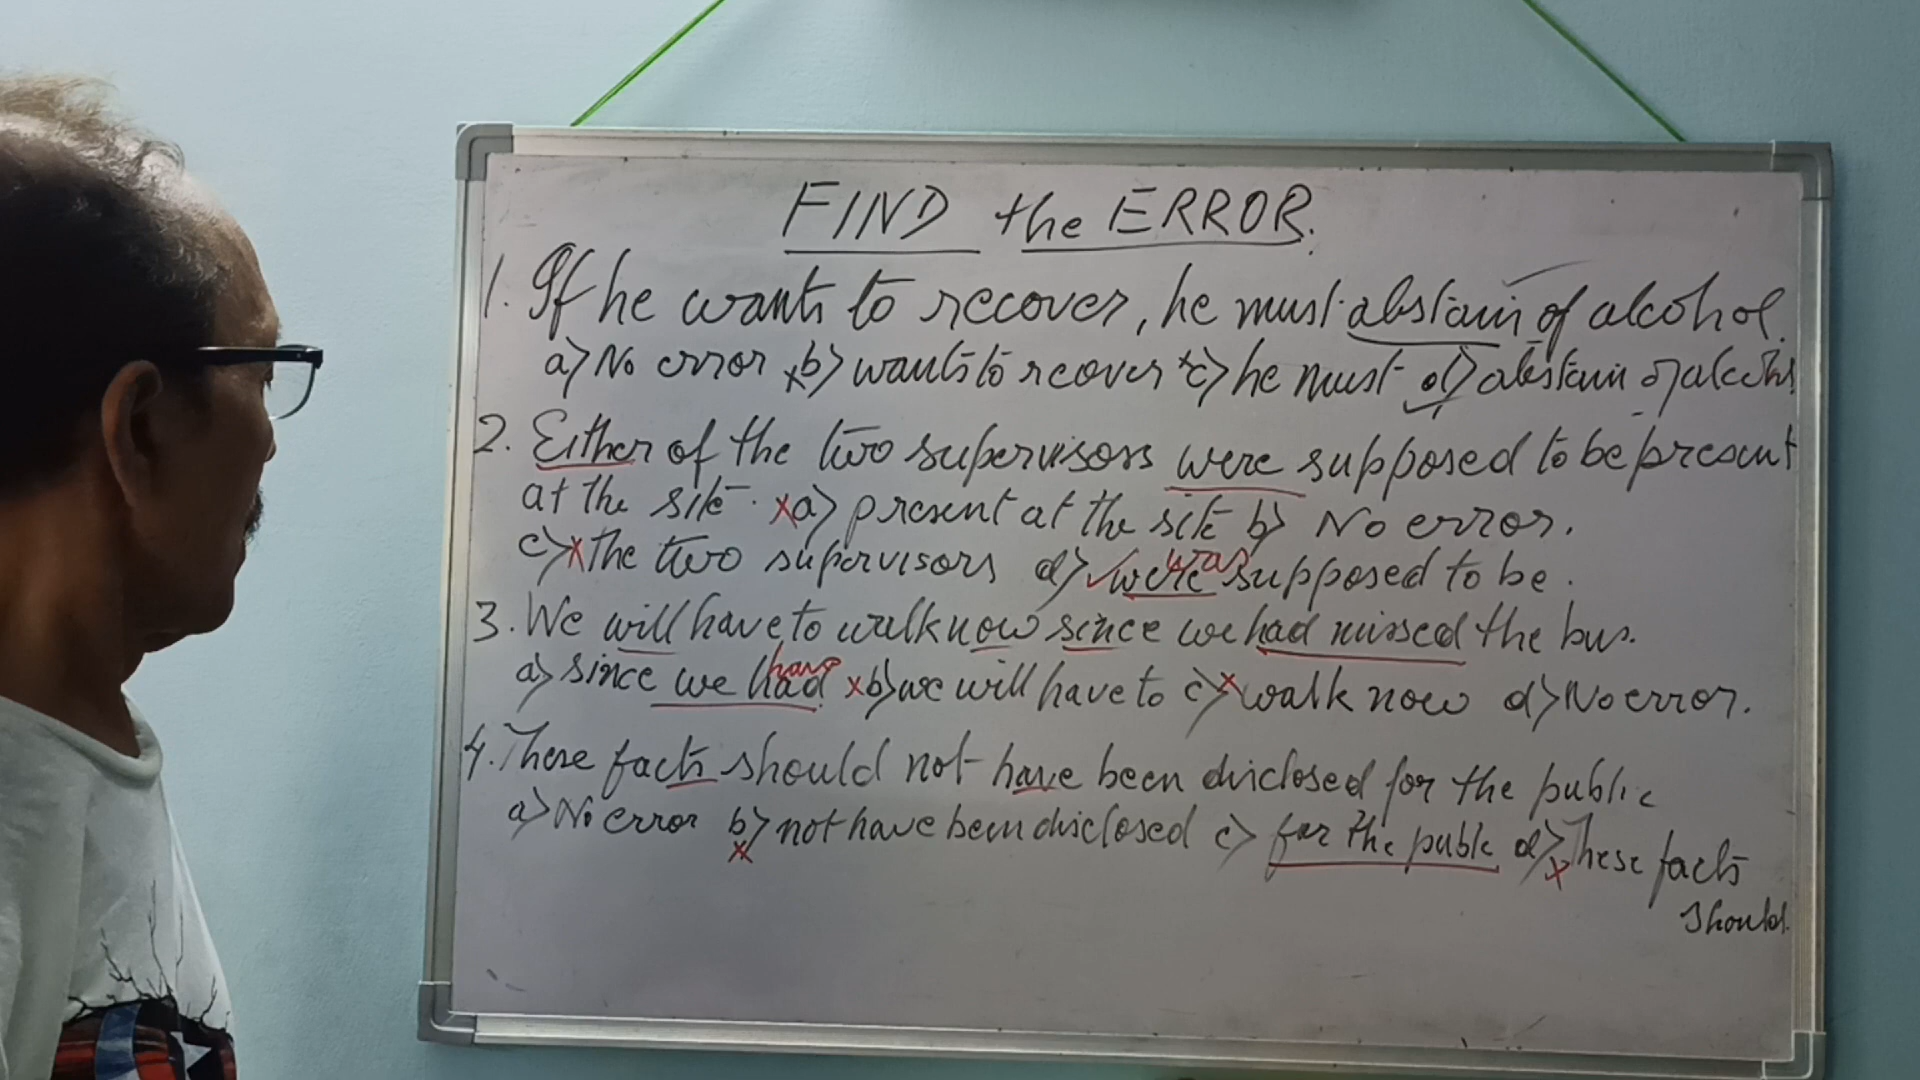 FIND the ERROR.
1. If he wants to recover, he must abstain of alcohol.
a) No error b) wants to recover c) he must d) abstain of alcohol
2. Either of the two supervisors were supposed to be present
at the site. a) present at the site b) No error.
c) the two supervisors d) were was supposed to be.
3. We will have to walk now since we had missed the bus.
a) since we had have b) we will have to c) walk now d) No error.
4. These facts should not have been disclosed for the public
a) No error b) not have been disclosed c) for the public d) These facts
should